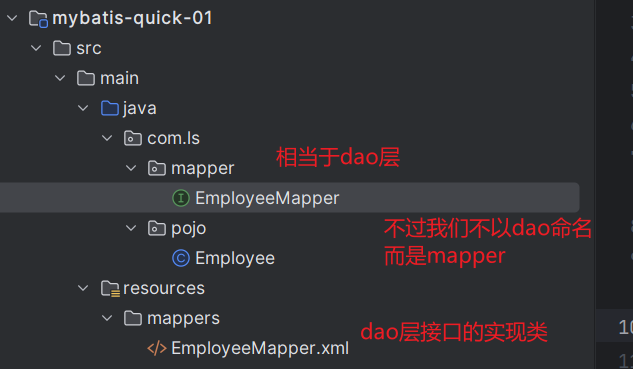 mybatis-quick-01
src
main
java
com.ls
mapper
相当于dao层
EmployeeMapper
pojo
不过我们不以dao命名
Employee
而是mapper
resources
mappers
dao层接口的实现类
EmployeeMapper.xml
10
11